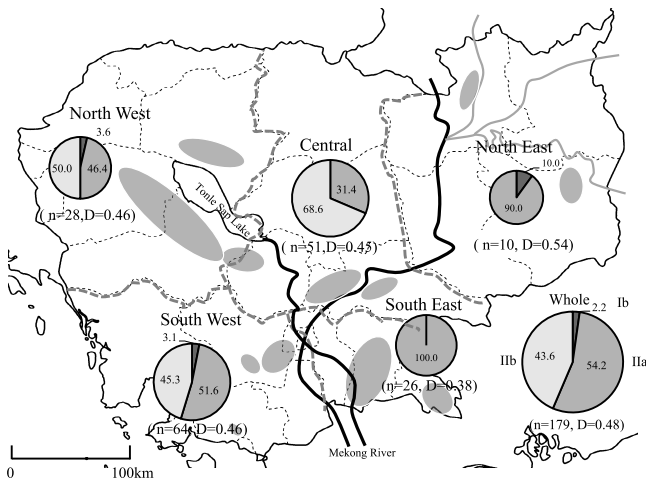 North West
3.6
50.0
46.4
( n=28,D=0.46)
Tonle Sap Lake
Central
31.4
68.6
( n=51,D=0.45)
North East
10.0
90.0
( n=10, D=0.54)
South West
3.1
45.3
51.6
(n=64, D=0.46)
South East
100.0
(n=26, D=0.38)
Whole
2.2
Ib
IIb
43.6
54.2
IIa
(n=179, D=0.48)
Mekong River
0
100km